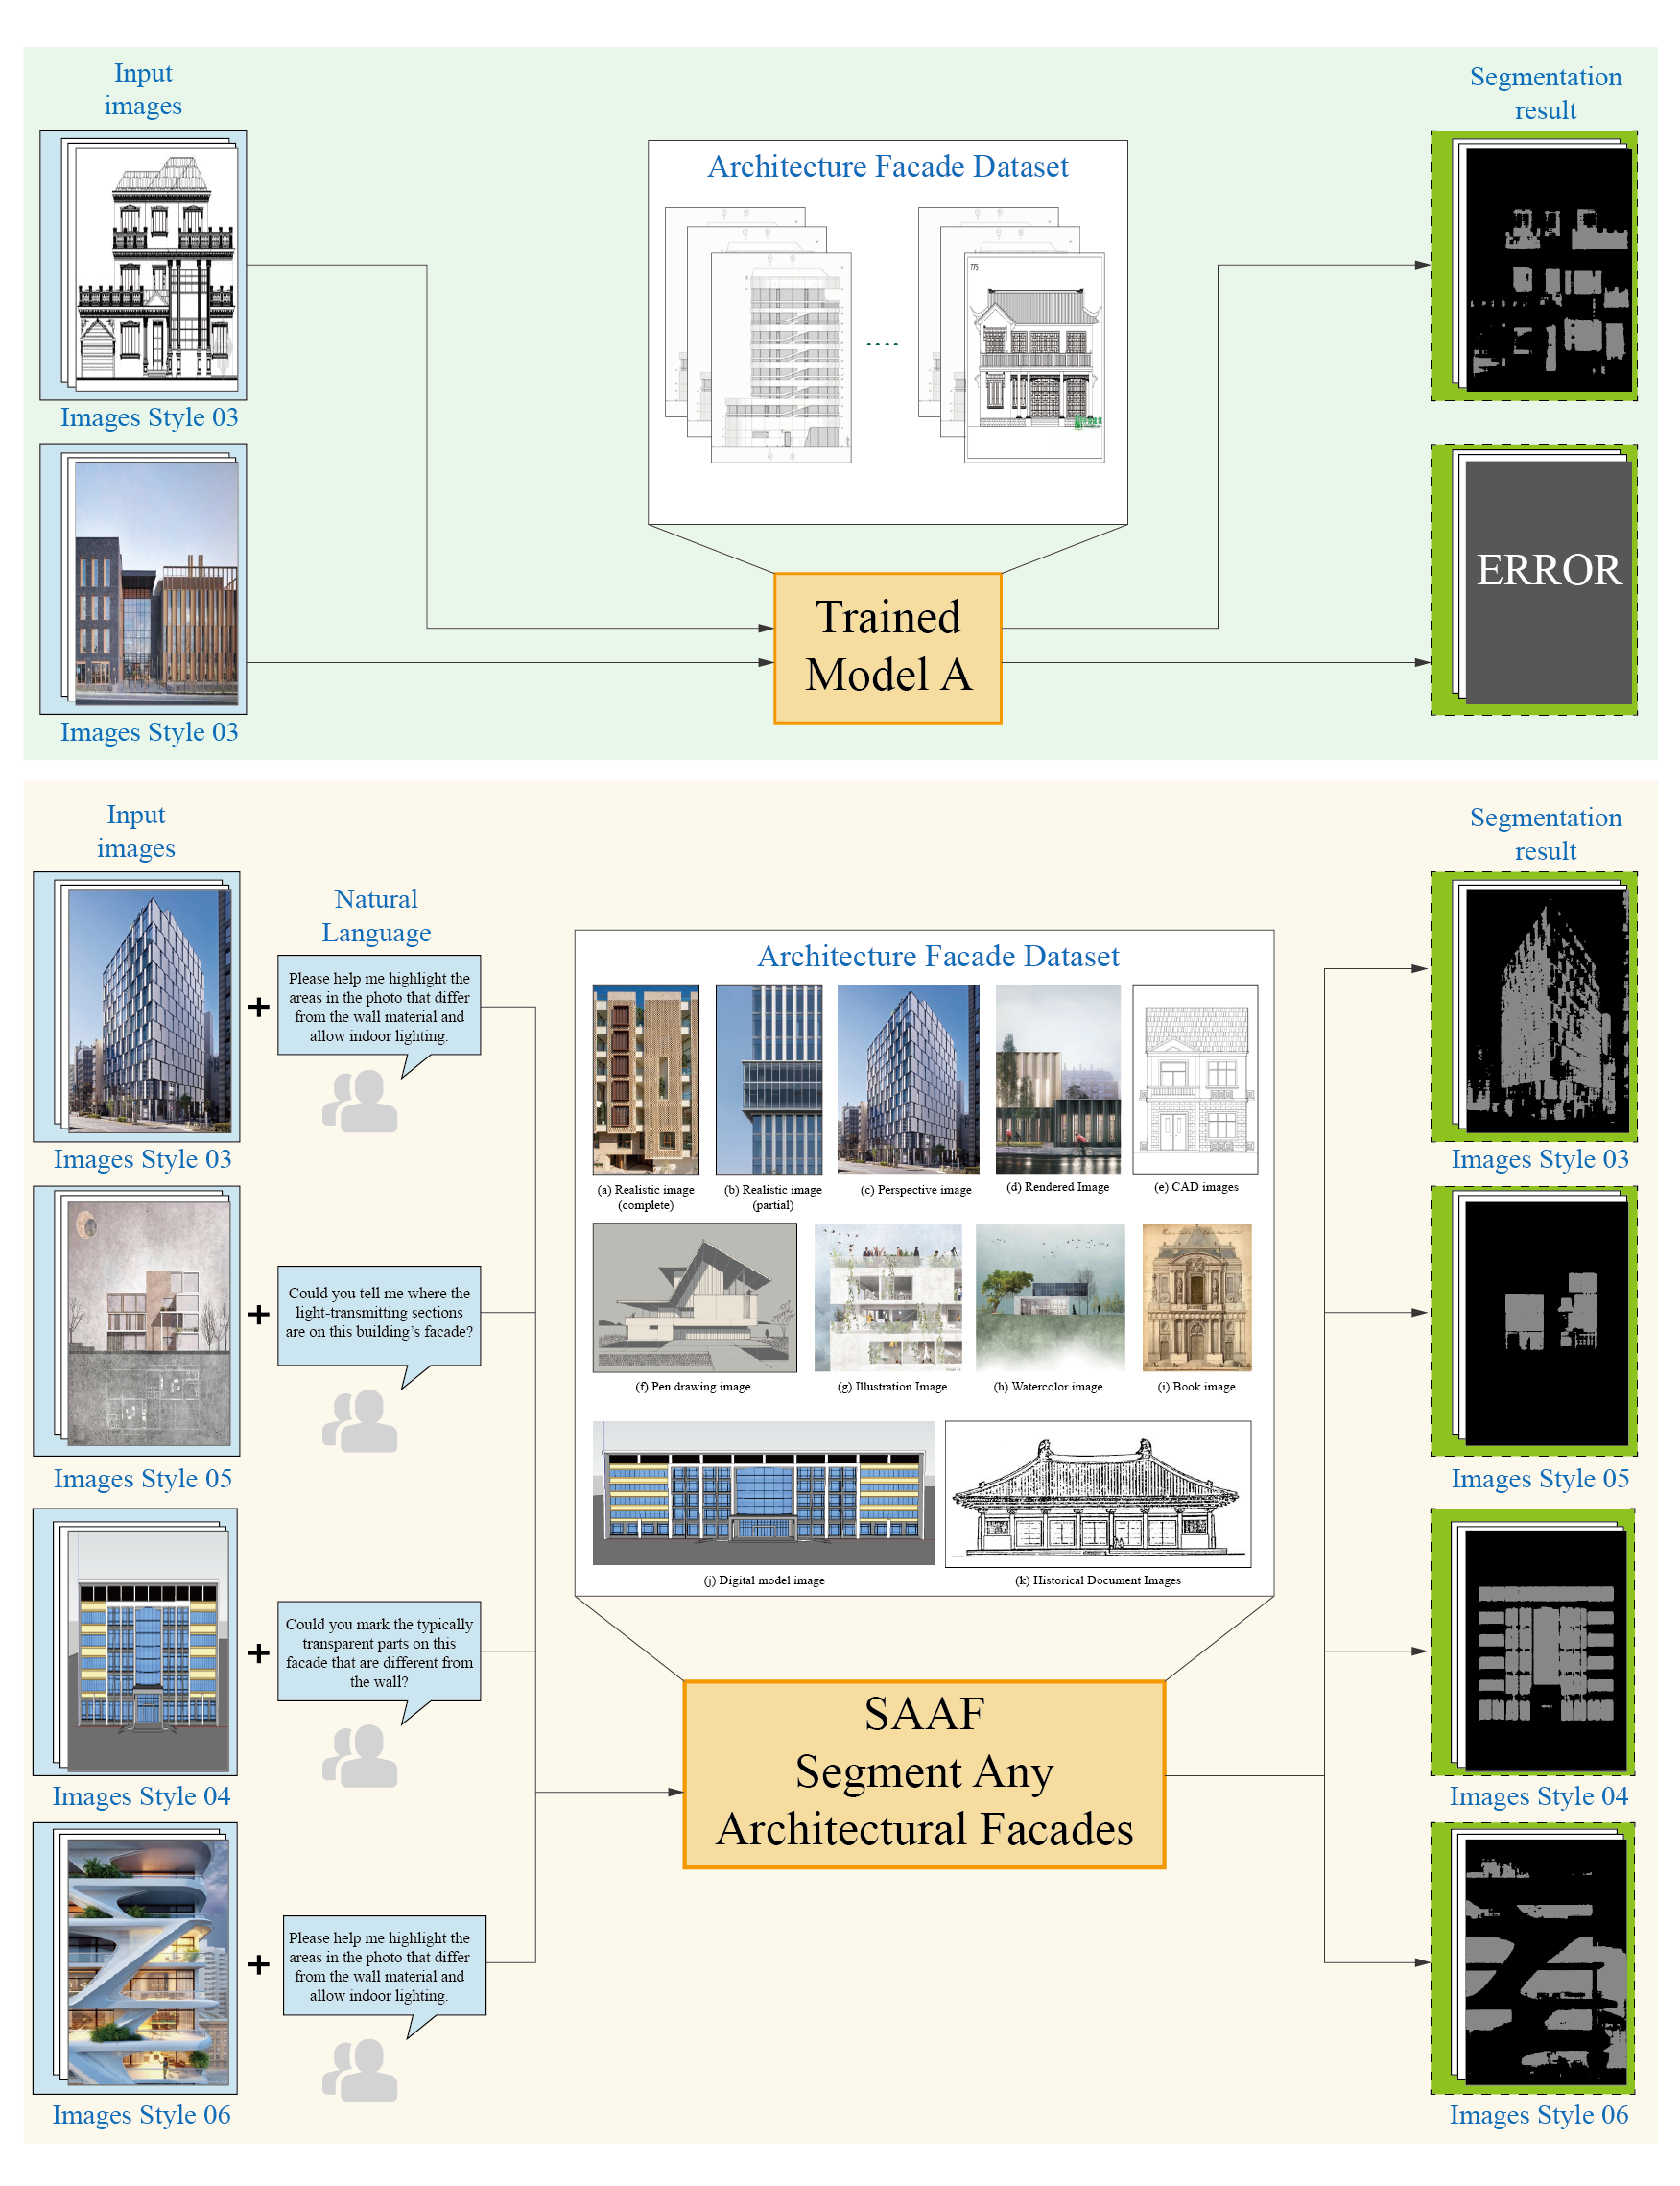 Input
images
Segmentation
result
Architecture Facade Dataset
775
....
Images Style 03
ERROR
Trained
Model A
Images Style 03
Input
images
Segmentation
result
Natural
Language
Please help me highlight the
areas in the photo that differ
from the wall material and
allow indoor lighting.
Images Style 03
Architecture Facade Dataset
(a) Realistic image
(complete)
(b) Realistic image
(partial)
(c) Perspective image
(d) Rendered Image
(e) CAD images
Images Style 03
Could you tell me where the
light-transmitting sections
are on this building’s facade?
Images Style 05
(f) Pen drawing image
(g) Illustration Image
(h) Watercolor image
(i) Book image
Images Style 05
(j) Digital model image
(k) Historical Document Images
Could you mark the typically
transparent parts on this
facade that are different from
the wall?
Images Style 04
SAAF
Segment Any
Architectural Facades
Images Style 04
Please help me highlight the
areas in the photo that differ
from the wall material and
allow indoor lighting.
Images Style 06
Images Style 06